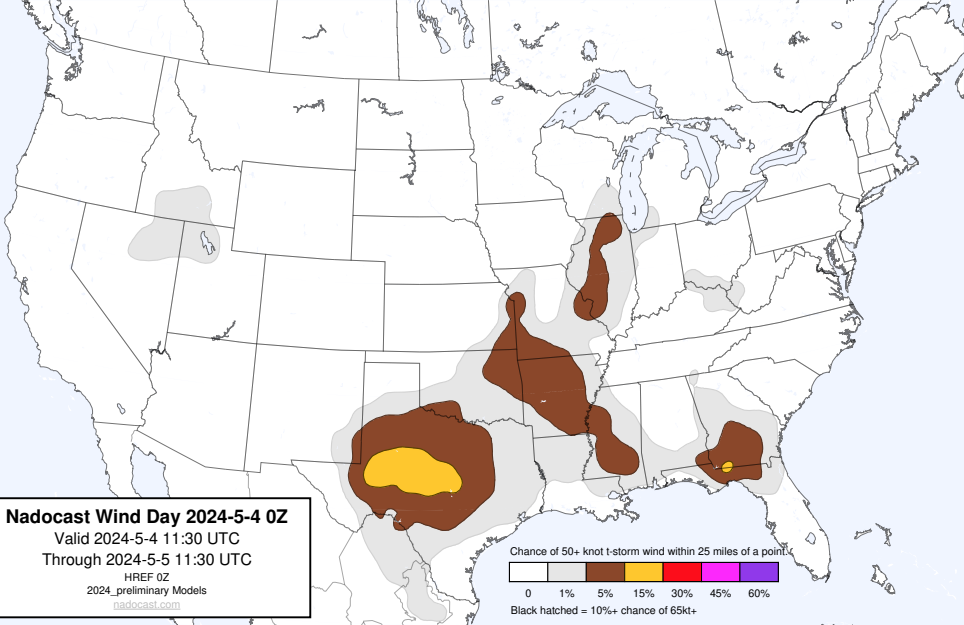 Nadocast Wind Day 2024-5-4 0Z
Valid 2024-5-4 11:30 UTC
Through 2024-5-5 11:30 UTC
HREF 0Z
2024_preliminary Models
nadocast.com
Chance of 50+ knot t-storm wind within 25 miles of a point.
0 1% 5% 15% 30% 45% 60%
Black hatched = 10%+ chance of 65kt+